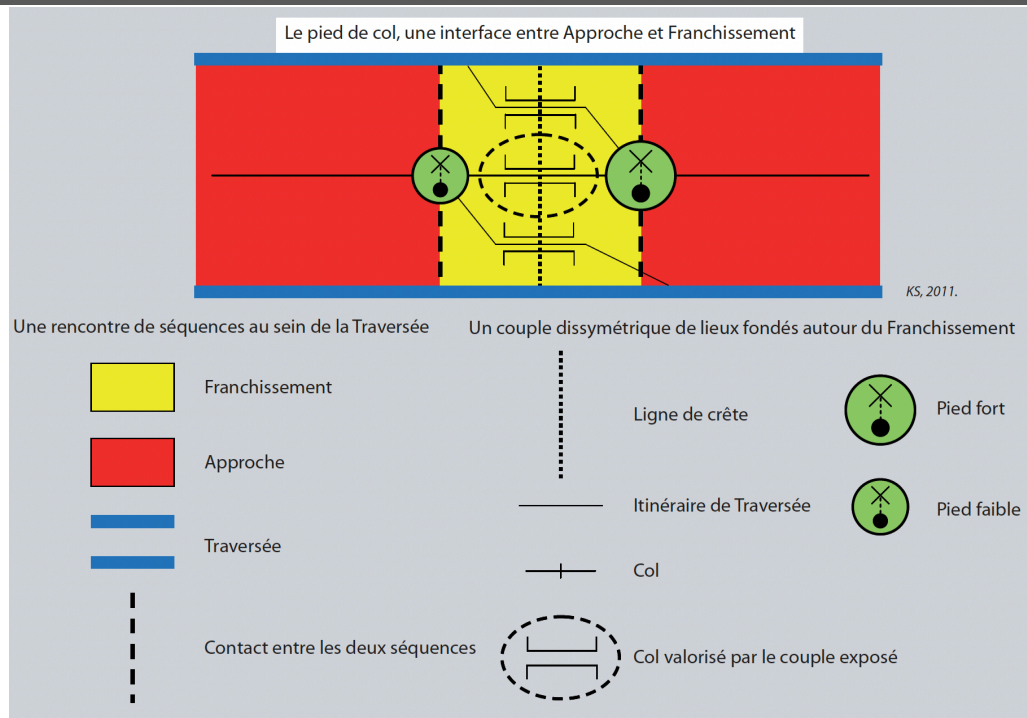 Le pied de col, une interface entre Approche et Franchissement
KS, 2011.
Une rencontre de séquences au sein de la Traversée
Franchissement
Approche
Traversée
Contact entre les deux séquences
Un couple dissymétrique de lieux fondés autour du Franchissement
Ligne de crête
Itinéraire de Traversée
Col
Col valorisé par le couple exposé
Pied fort
Pied faible